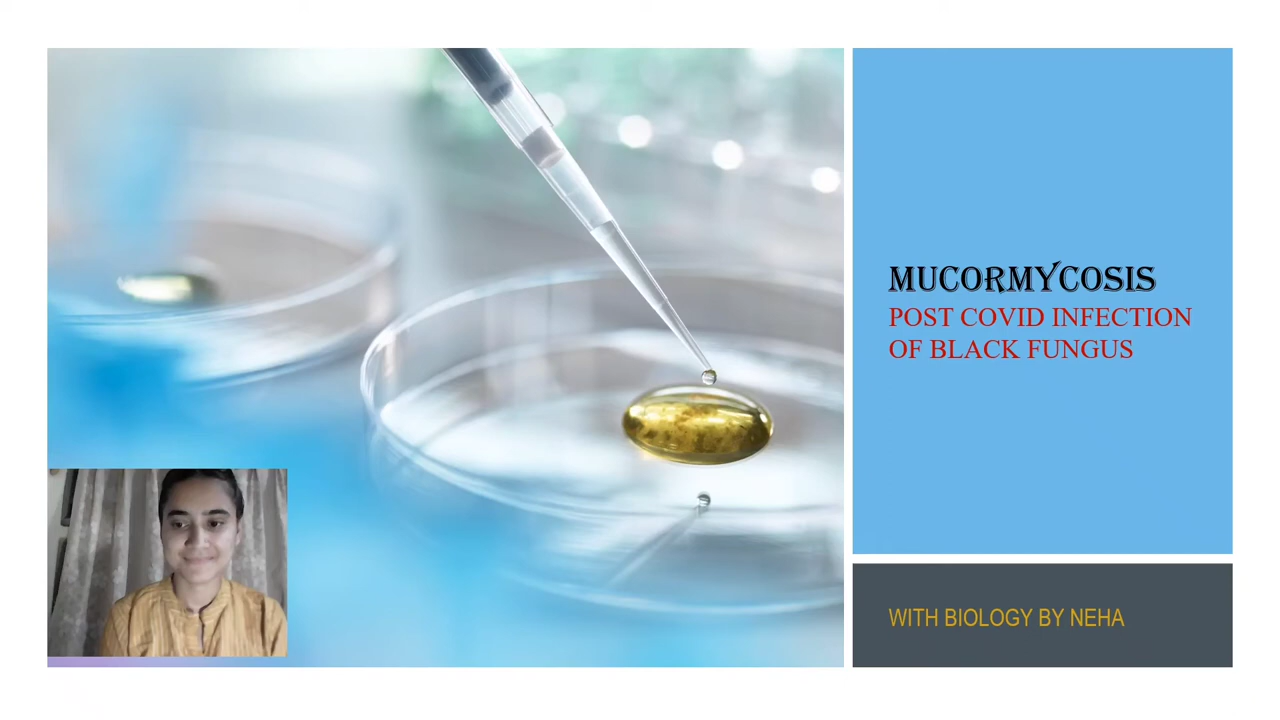 MUCORMYCOSIS
POST COVID INFECTION
OF BLACK FUNGUS
WITH BIOLOGY BY NEHA